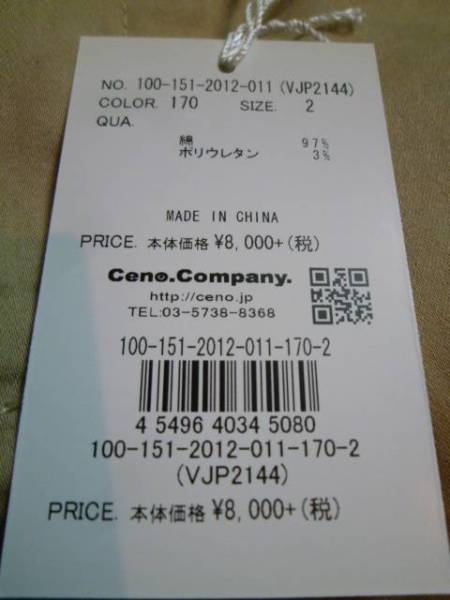 NO. 100-151-2012-011 (VJP2144)
COLOR. 170 SIZE. 2
QUA.
綿 97%
ポリウレタン 3%
MADE IN CHINA
PRICE. 本体価格 ¥8,000+(税)
Ceno.Company.
http://ceno.jp
TEL:03-5738-8368
100-151-2012-011-170-2
4 54964 034 5080
100-151-2012-011-170-2
(VJP2144)
PRICE. 本体価格 ¥8,000+(税)